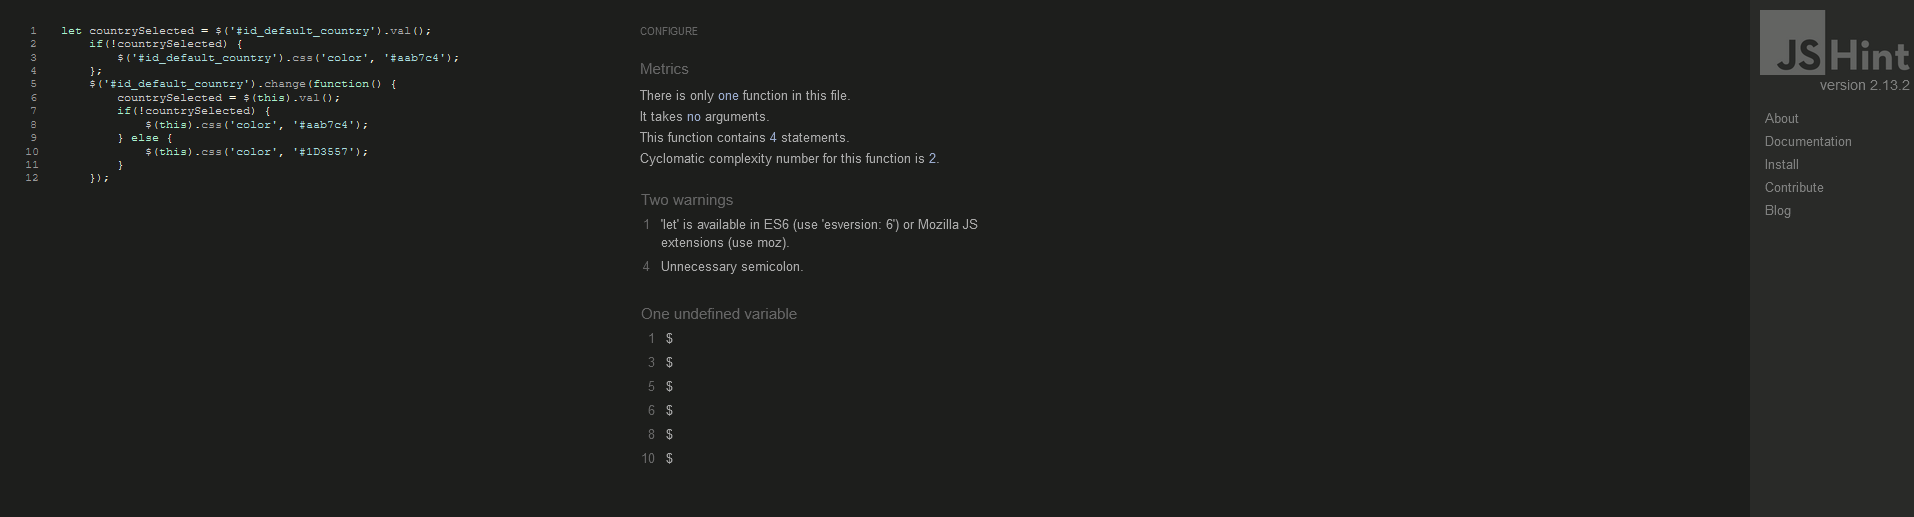 1 let countrySelected = $('#id_default_country').val();
2 if(!countrySelected) {
3 $('#id_default_country').css('color', '#aab7c4');
4 };
5 $('#id_default_country').change(function() {
6 countrySelected = $(this).val();
7 if(!countrySelected) {
8 $(this).css('color', '#aab7c4');
9 } else {
10 $(this).css('color', '#1D3557');
11 }
12 });
CONFIGURE
Metrics
There is only one function in this file.
It takes no arguments.
This function contains 4 statements.
Cyclomatic complexity number for this function is 2.
Two warnings
1 'let' is available in ES6 (use 'esversion: 6') or Mozilla JS
extensions (use moz).
4 Unnecessary semicolon.
One undefined variable
1 $
3 $
5 $
6 $
8 $
10 $
JSHint
version 2.13.2
About
Documentation
Install
Contribute
Blog